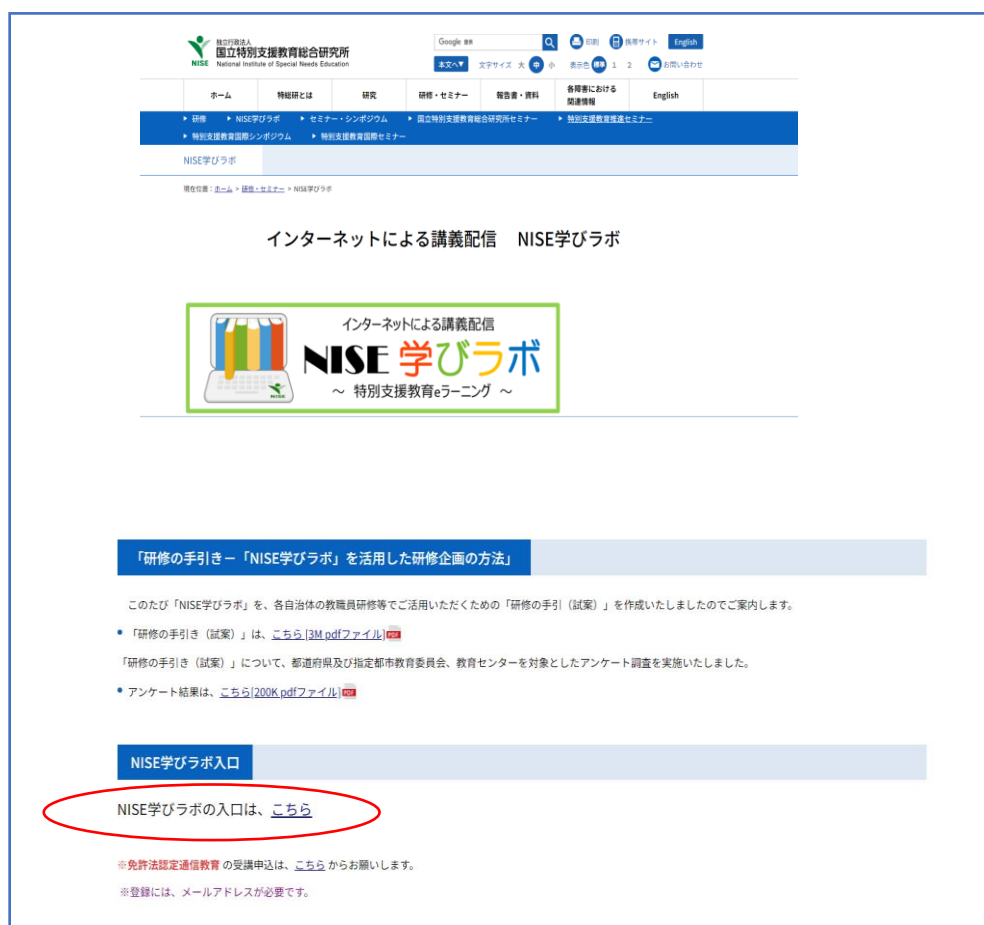 独立行政法人
国立特別支援教育総合研究所
NISE National Institute of Special Needs Education
Google 検索
印刷 携帯サイト English
本文へ▼ 文字サイズ 大 中 小 表示色 標準 1 2 お問い合わせ
ホーム 特総研とは 研究 研修・セミナー 報告書・資料 各障害における関連情報 English
研修 NISE学びラボ セミナー・シンポジウム 国立特別支援教育総合研究所セミナー 特別支援教育推進セミナー
特別支援教育国際シンポジウム 特別支援教育国際セミナー
NISE学びラボ
現在位置：ホーム > 研修・セミナー > NISE学びラボ
インターネットによる講義配信 NISE学びラボ
インターネットによる講義配信
NISE 学びラボ
NISE
～ 特別支援教育eラーニング ～
「研修の手引き－「NISE学びラボ」を活用した研修企画の方法」
このたび「NISE学びラボ」を、各自治体の教職員研修等でご活用いただくための「研修の手引（試案）」を作成いたしましたのでご案内します。
「研修の手引き（試案）」は、こちら [3M pdfファイル] PDF
「研修の手引き（試案）」について、都道府県及び指定都市教育委員会、教育センターを対象としたアンケート調査を実施いたしました。
アンケート結果は、こちら[200K pdfファイル] PDF
NISE学びラボ入口
NISE学びラボの入口は、こちら
※免許法認定通信教育 の受講申込は、こちら からお願いします。
※登録には、メールアドレスが必要です。